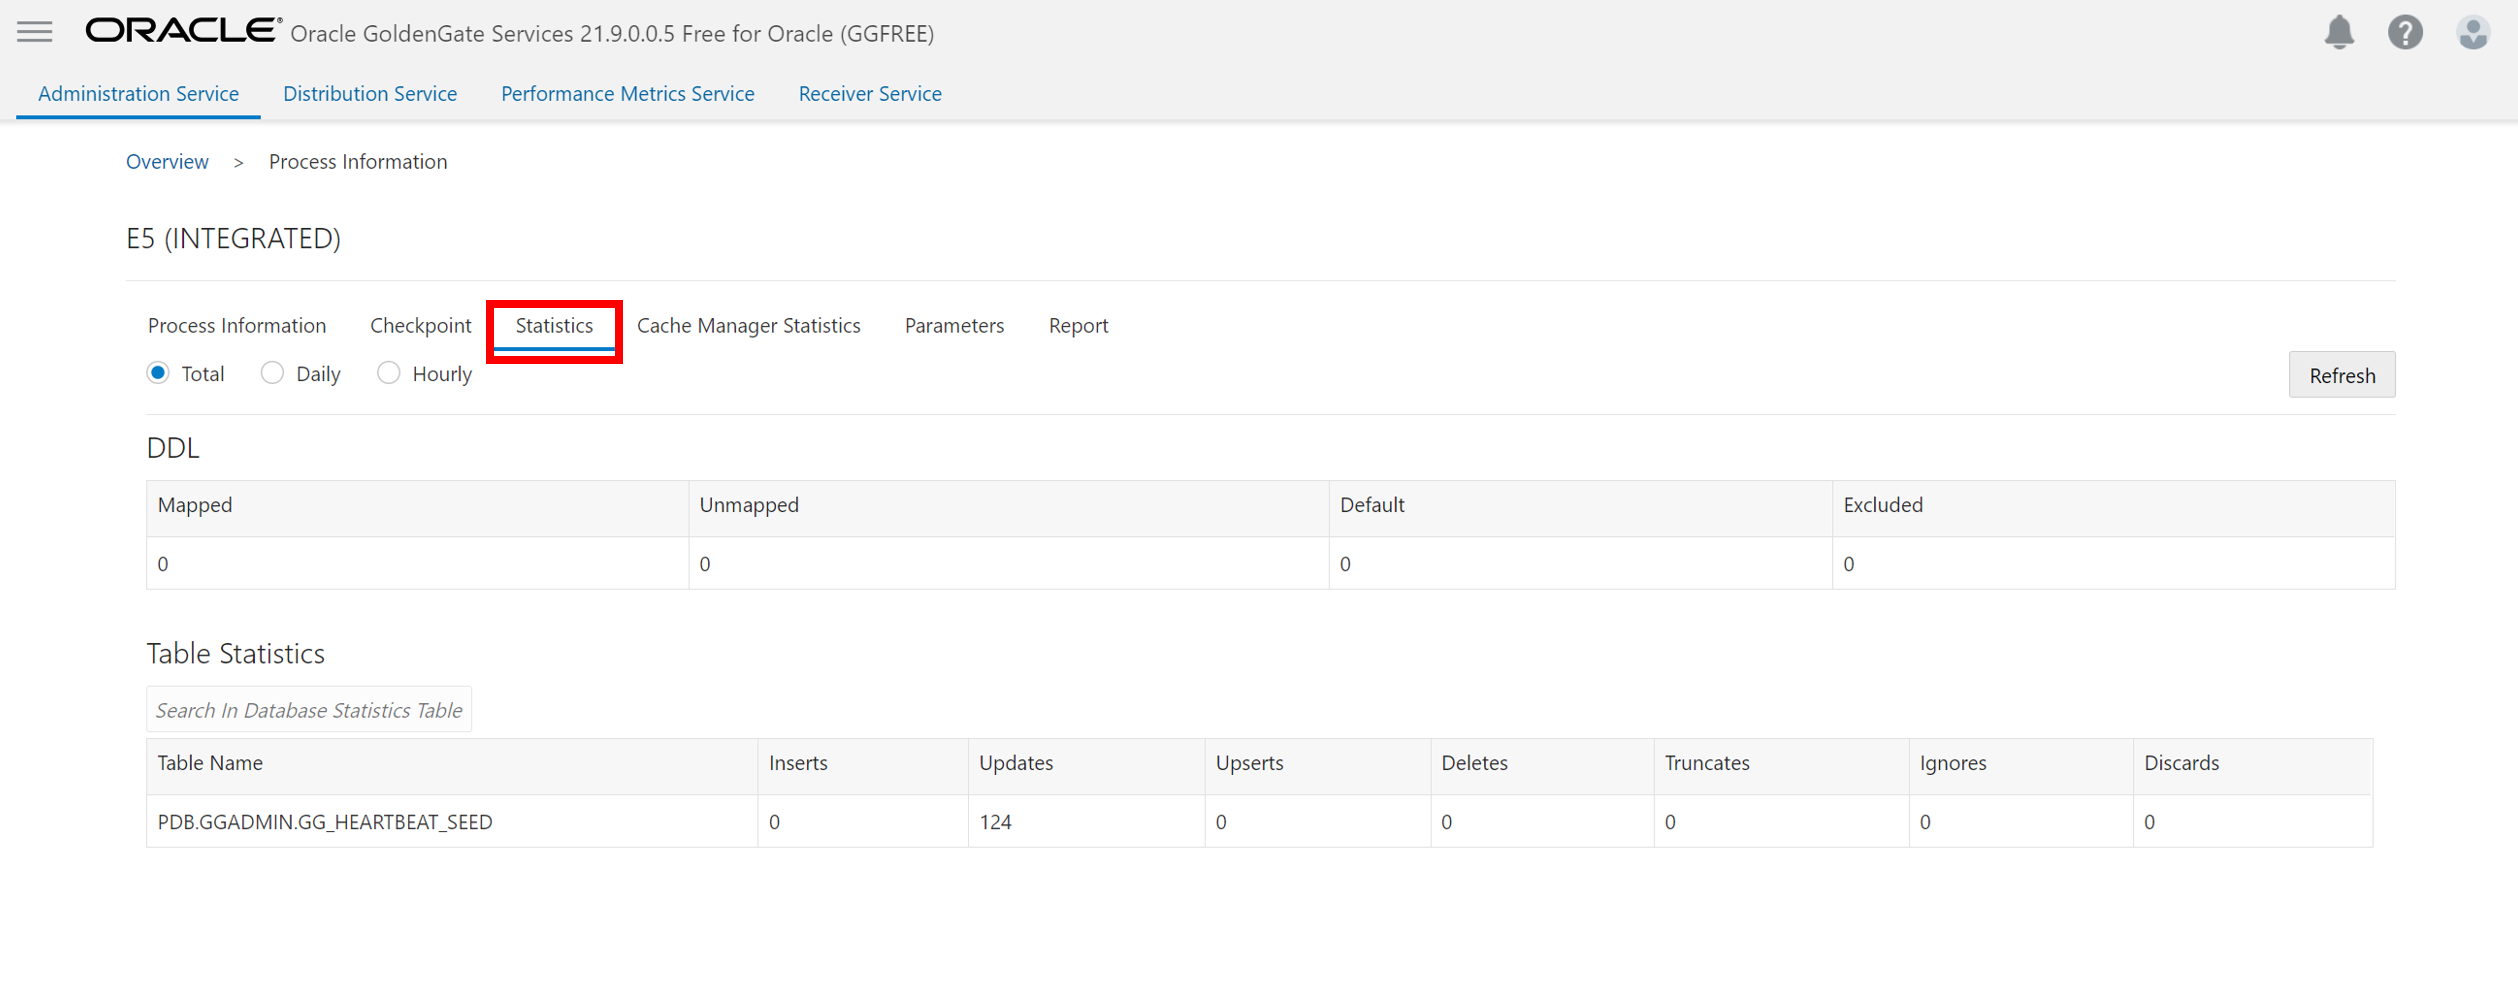 ORACLE® Oracle GoldenGate Services 21.9.0.0.5 Free for Oracle (GGFREE)
Administration Service Distribution Service Performance Metrics Service Receiver Service
Overview > Process Information
E5 (INTEGRATED)
Process Information Checkpoint Statistics Cache Manager Statistics Parameters Report
Total Daily Hourly Refresh
DDL
Mapped Unmapped Default Excluded
0 0 0 0
Table Statistics
Search In Database Statistics Table
Table Name Inserts Updates Upserts Deletes Truncates Ignores Discards
PDB.GGADMIN.GG_HEARTBEAT_SEED 0 124 0 0 0 0 0